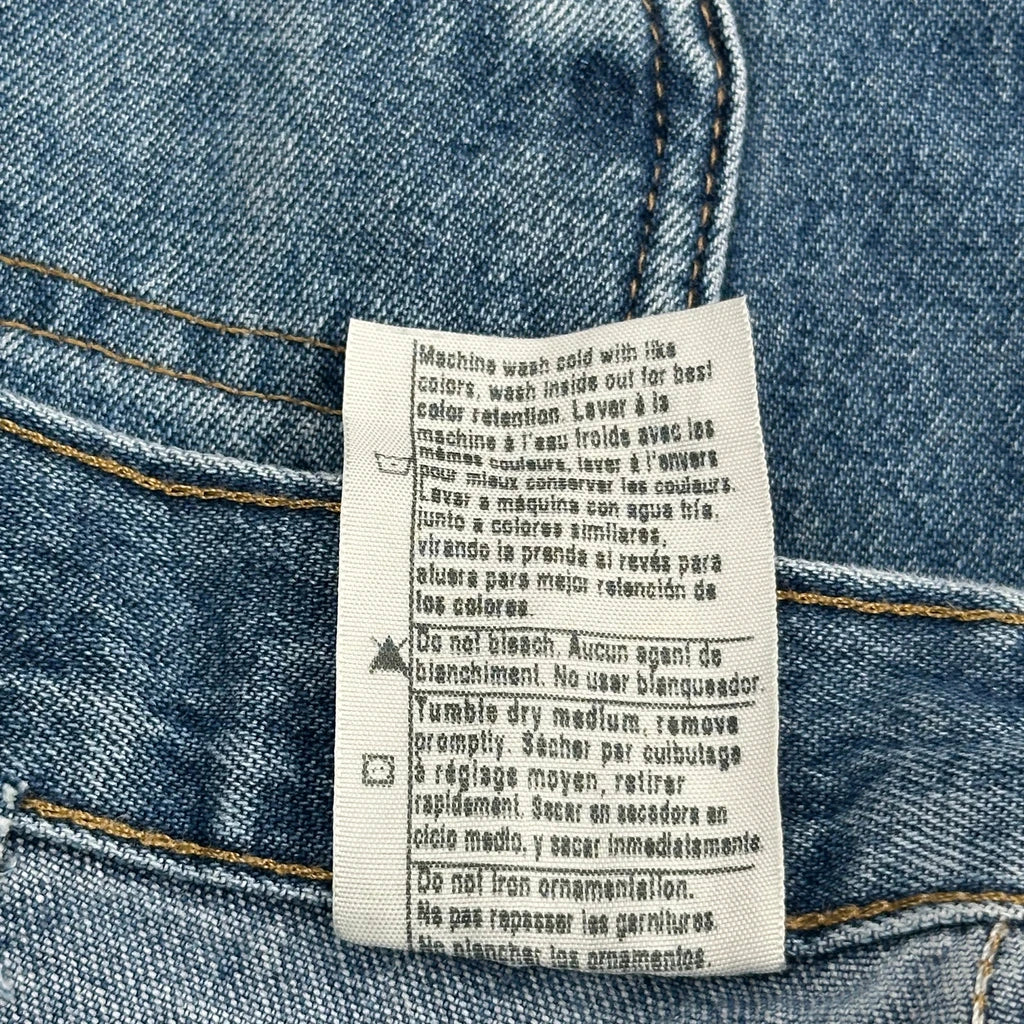 Machine wash cold with like
colors, wash inside out for best
color retention. Laver à la
machine à l'eau froide avec les
mêmes couleurs, laver à l'envers
pour mieux conserver les couleurs.
Lavar a máquina con agua fría,
junto a colores similares,
virando la prenda al revés para
afuera para mejor retención de
los colores.
Do not bleach. Aucun agent de
blanchiment. No usar blanqueador.
Tumble dry medium, remove
promptly. Sécher par culbutage
à réglage moyen, retirer
rapidement. Secar en secadora en
ciclo medio, y sacar inmediatamente.
Do not iron ornamentation.
Ne pas repasser les garnitures.
No planchar los ornamentos.